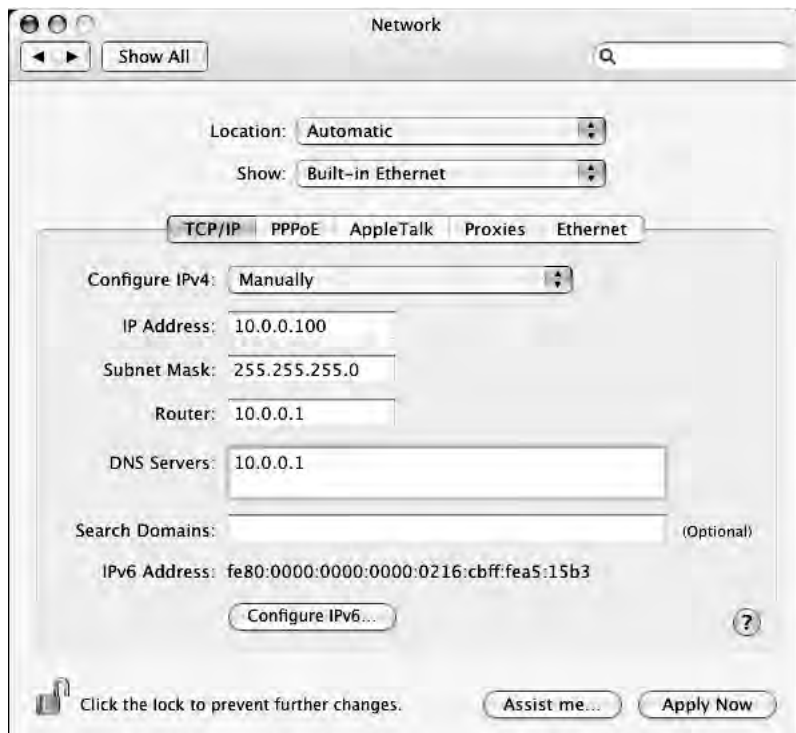 Network
Show All
Location: Automatic
Show: Built-in Ethernet
TCP/IP PPPoE AppleTalk Proxies Ethernet
Configure IPv4: Manually
IP Address: 10.0.0.100
Subnet Mask: 255.255.255.0
Router: 10.0.0.1
DNS Servers: 10.0.0.1
Search Domains: (Optional)
IPv6 Address: fe80:0000:0000:0000:0216:cbff:fea5:15b3
Configure IPv6...
?
Click the lock to prevent further changes. Assist me... Apply Now